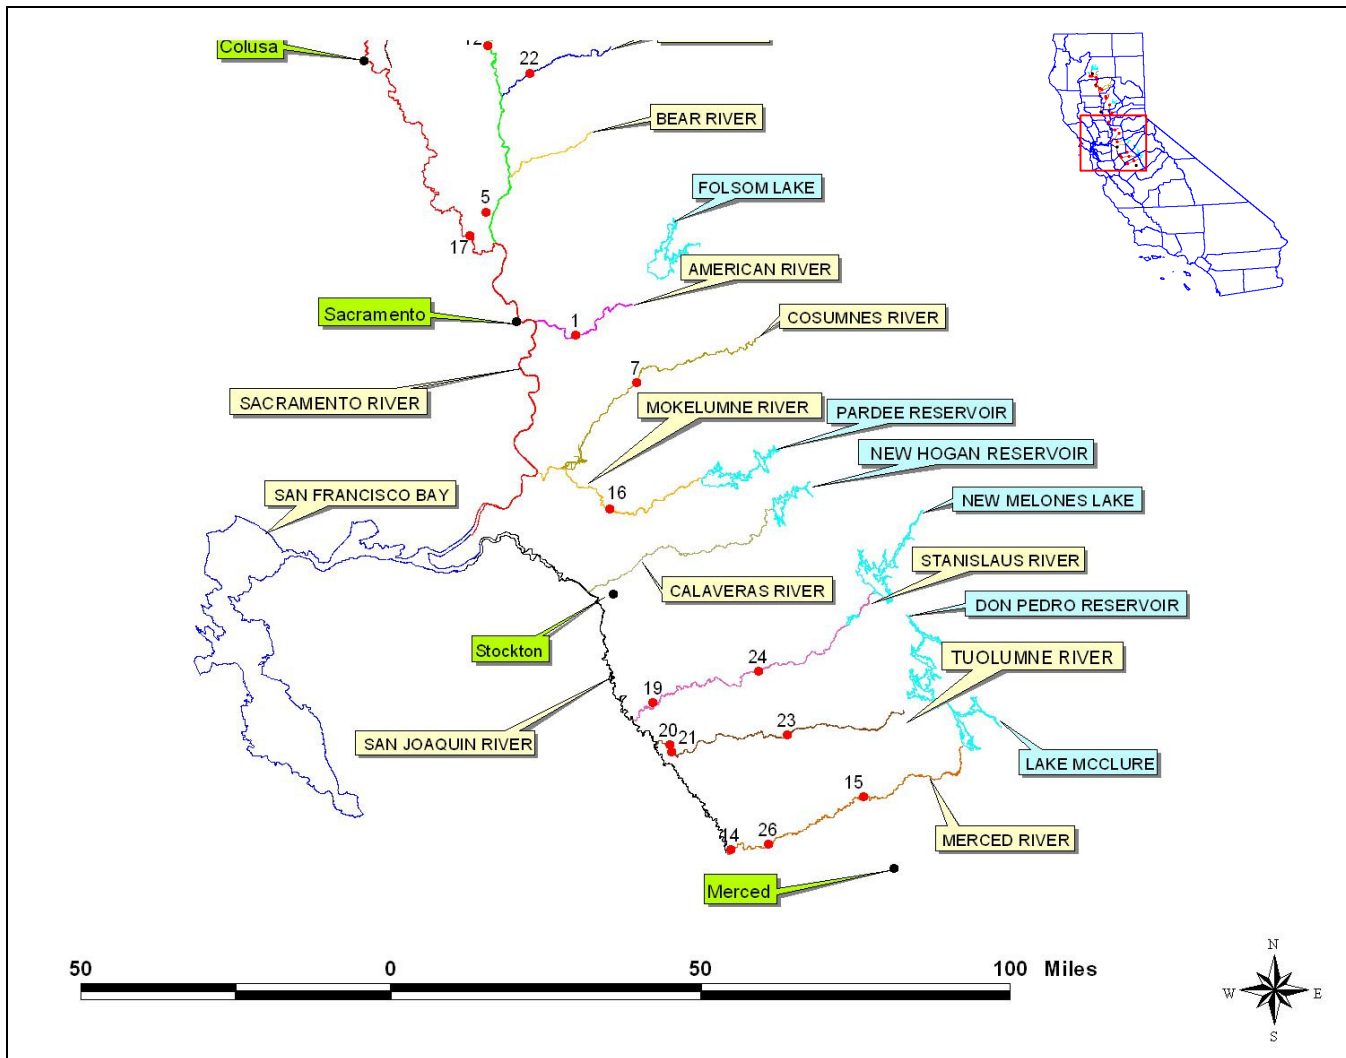 Colusa
12
22
BEAR RIVER
5
FOLSOM LAKE
17
AMERICAN RIVER
Sacramento
1
COSUMNES RIVER
7
SACRAMENTO RIVER
MOKELUMNE RIVER
PARDEE RESERVOIR
NEW HOGAN RESERVOIR
SAN FRANCISCO BAY
16
NEW MELONES LAKE
STANISLAUS RIVER
CALAVERAS RIVER
DON PEDRO RESERVOIR
Stockton
24
TUOLUMNE RIVER
19
23
20
21
SAN JOAQUIN RIVER
LAKE MCCLURE
15
14
26
MERCED RIVER
Merced
50 0 50 100 Miles
N
W E
S